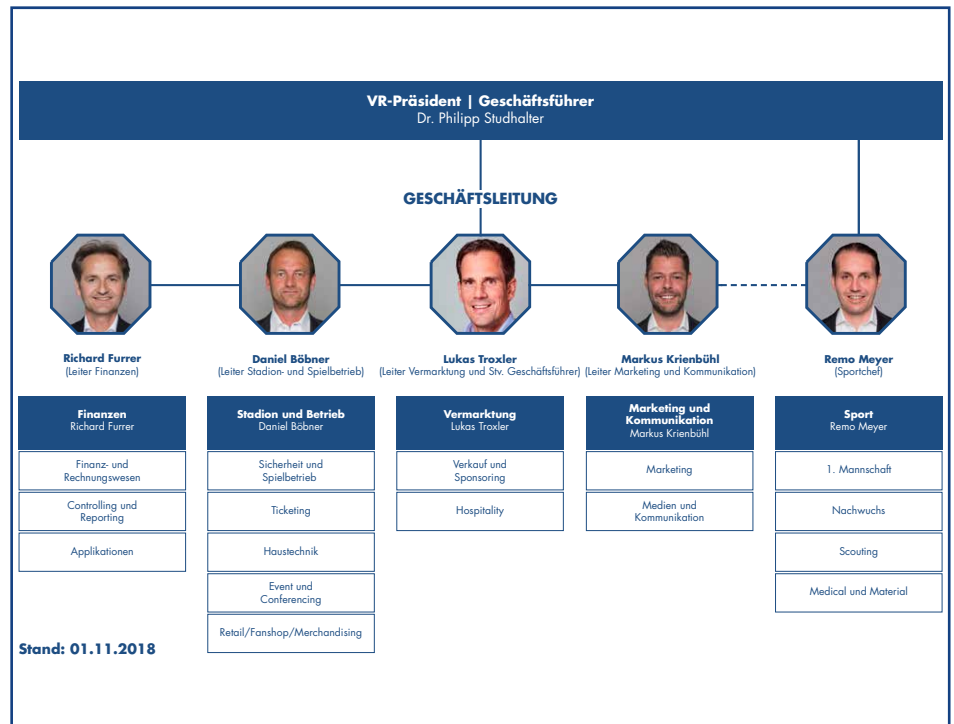 VR-Präsident | Geschäftsführer
Dr. Philipp Studhalter
GESCHÄFTSLEITUNG
Richard Furrer
(Leiter Finanzen)
Daniel Böbner
(Leiter Stadion- und Spielbetrieb)
Lukas Troxler
(Leiter Vermarktung und Stv. Geschäftsführer)
Markus Krienbühl
(Leiter Marketing und Kommunikation)
Remo Meyer
(Sportchef)
Finanzen
Richard Furrer
Finanz- und
Rechnungswesen
Controlling und
Reporting
Applikationen
Stadion und Betrieb
Daniel Böbner
Sicherheit und
Spielbetrieb
Ticketing
Haustechnik
Event und
Conferencing
Retail/Fanshop/Merchandising
Vermarktung
Lukas Troxler
Verkauf und
Sponsoring
Hospitality
Marketing und
Kommunikation
Markus Krienbühl
Marketing
Medien und
Kommunikation
Sport
Remo Meyer
1. Mannschaft
Nachwuchs
Scouting
Medical und Material
Stand: 01.11.2018